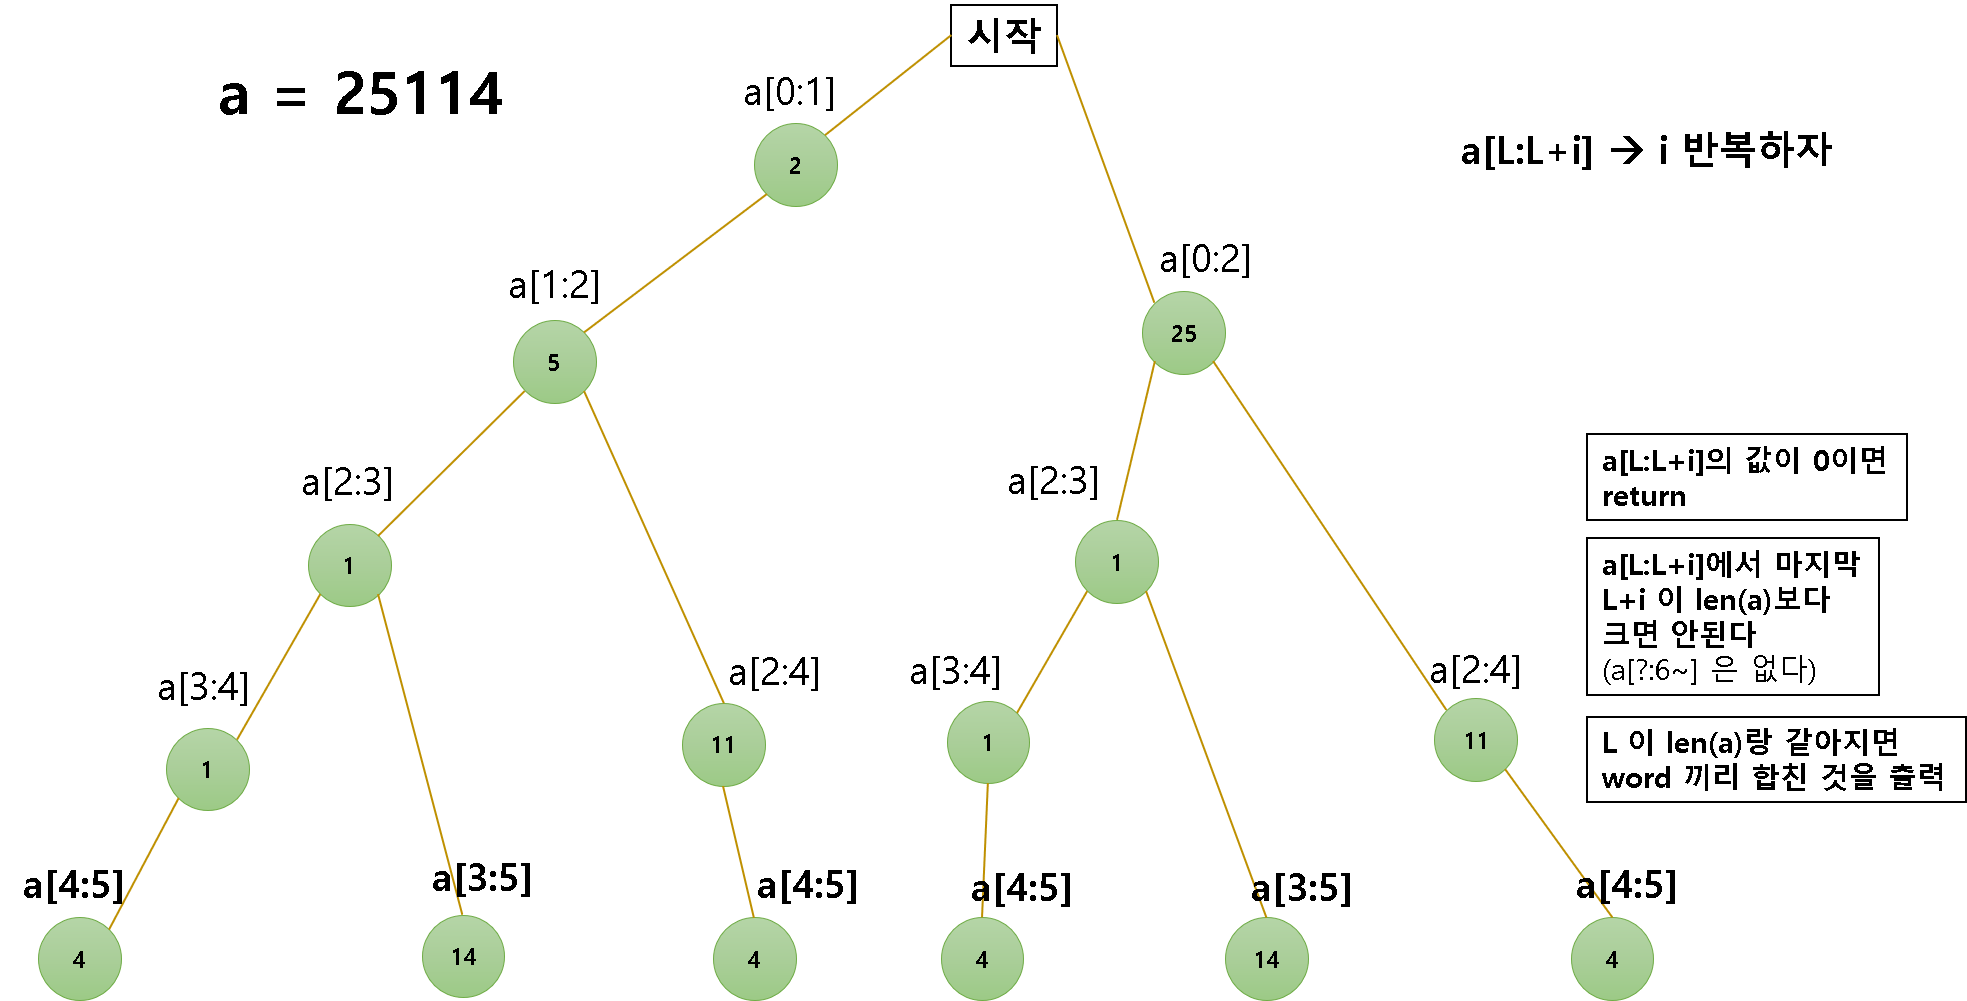 시작
a = 25114
a[0:1]
2
a[L:L+i] → i 반복하자
a[0:2]
25
a[1:2]
5
a[L:L+i]의 값이 0이면
return
a[2:3]
1
a[2:3]
1
a[L:L+i]에서 마지막
L+i 이 len(a)보다
크면 안된다
(a[?:6~] 은 없다)
a[3:4]
1
a[2:4]
11
a[3:4]
1
a[2:4]
11
L 이 len(a)랑 같아지면
word 끼리 합친 것을 출력
a[4:5]
a[3:5]
a[4:5]
a[4:5]
a[3:5]
a[4:5]
4
14
4
4
14
4